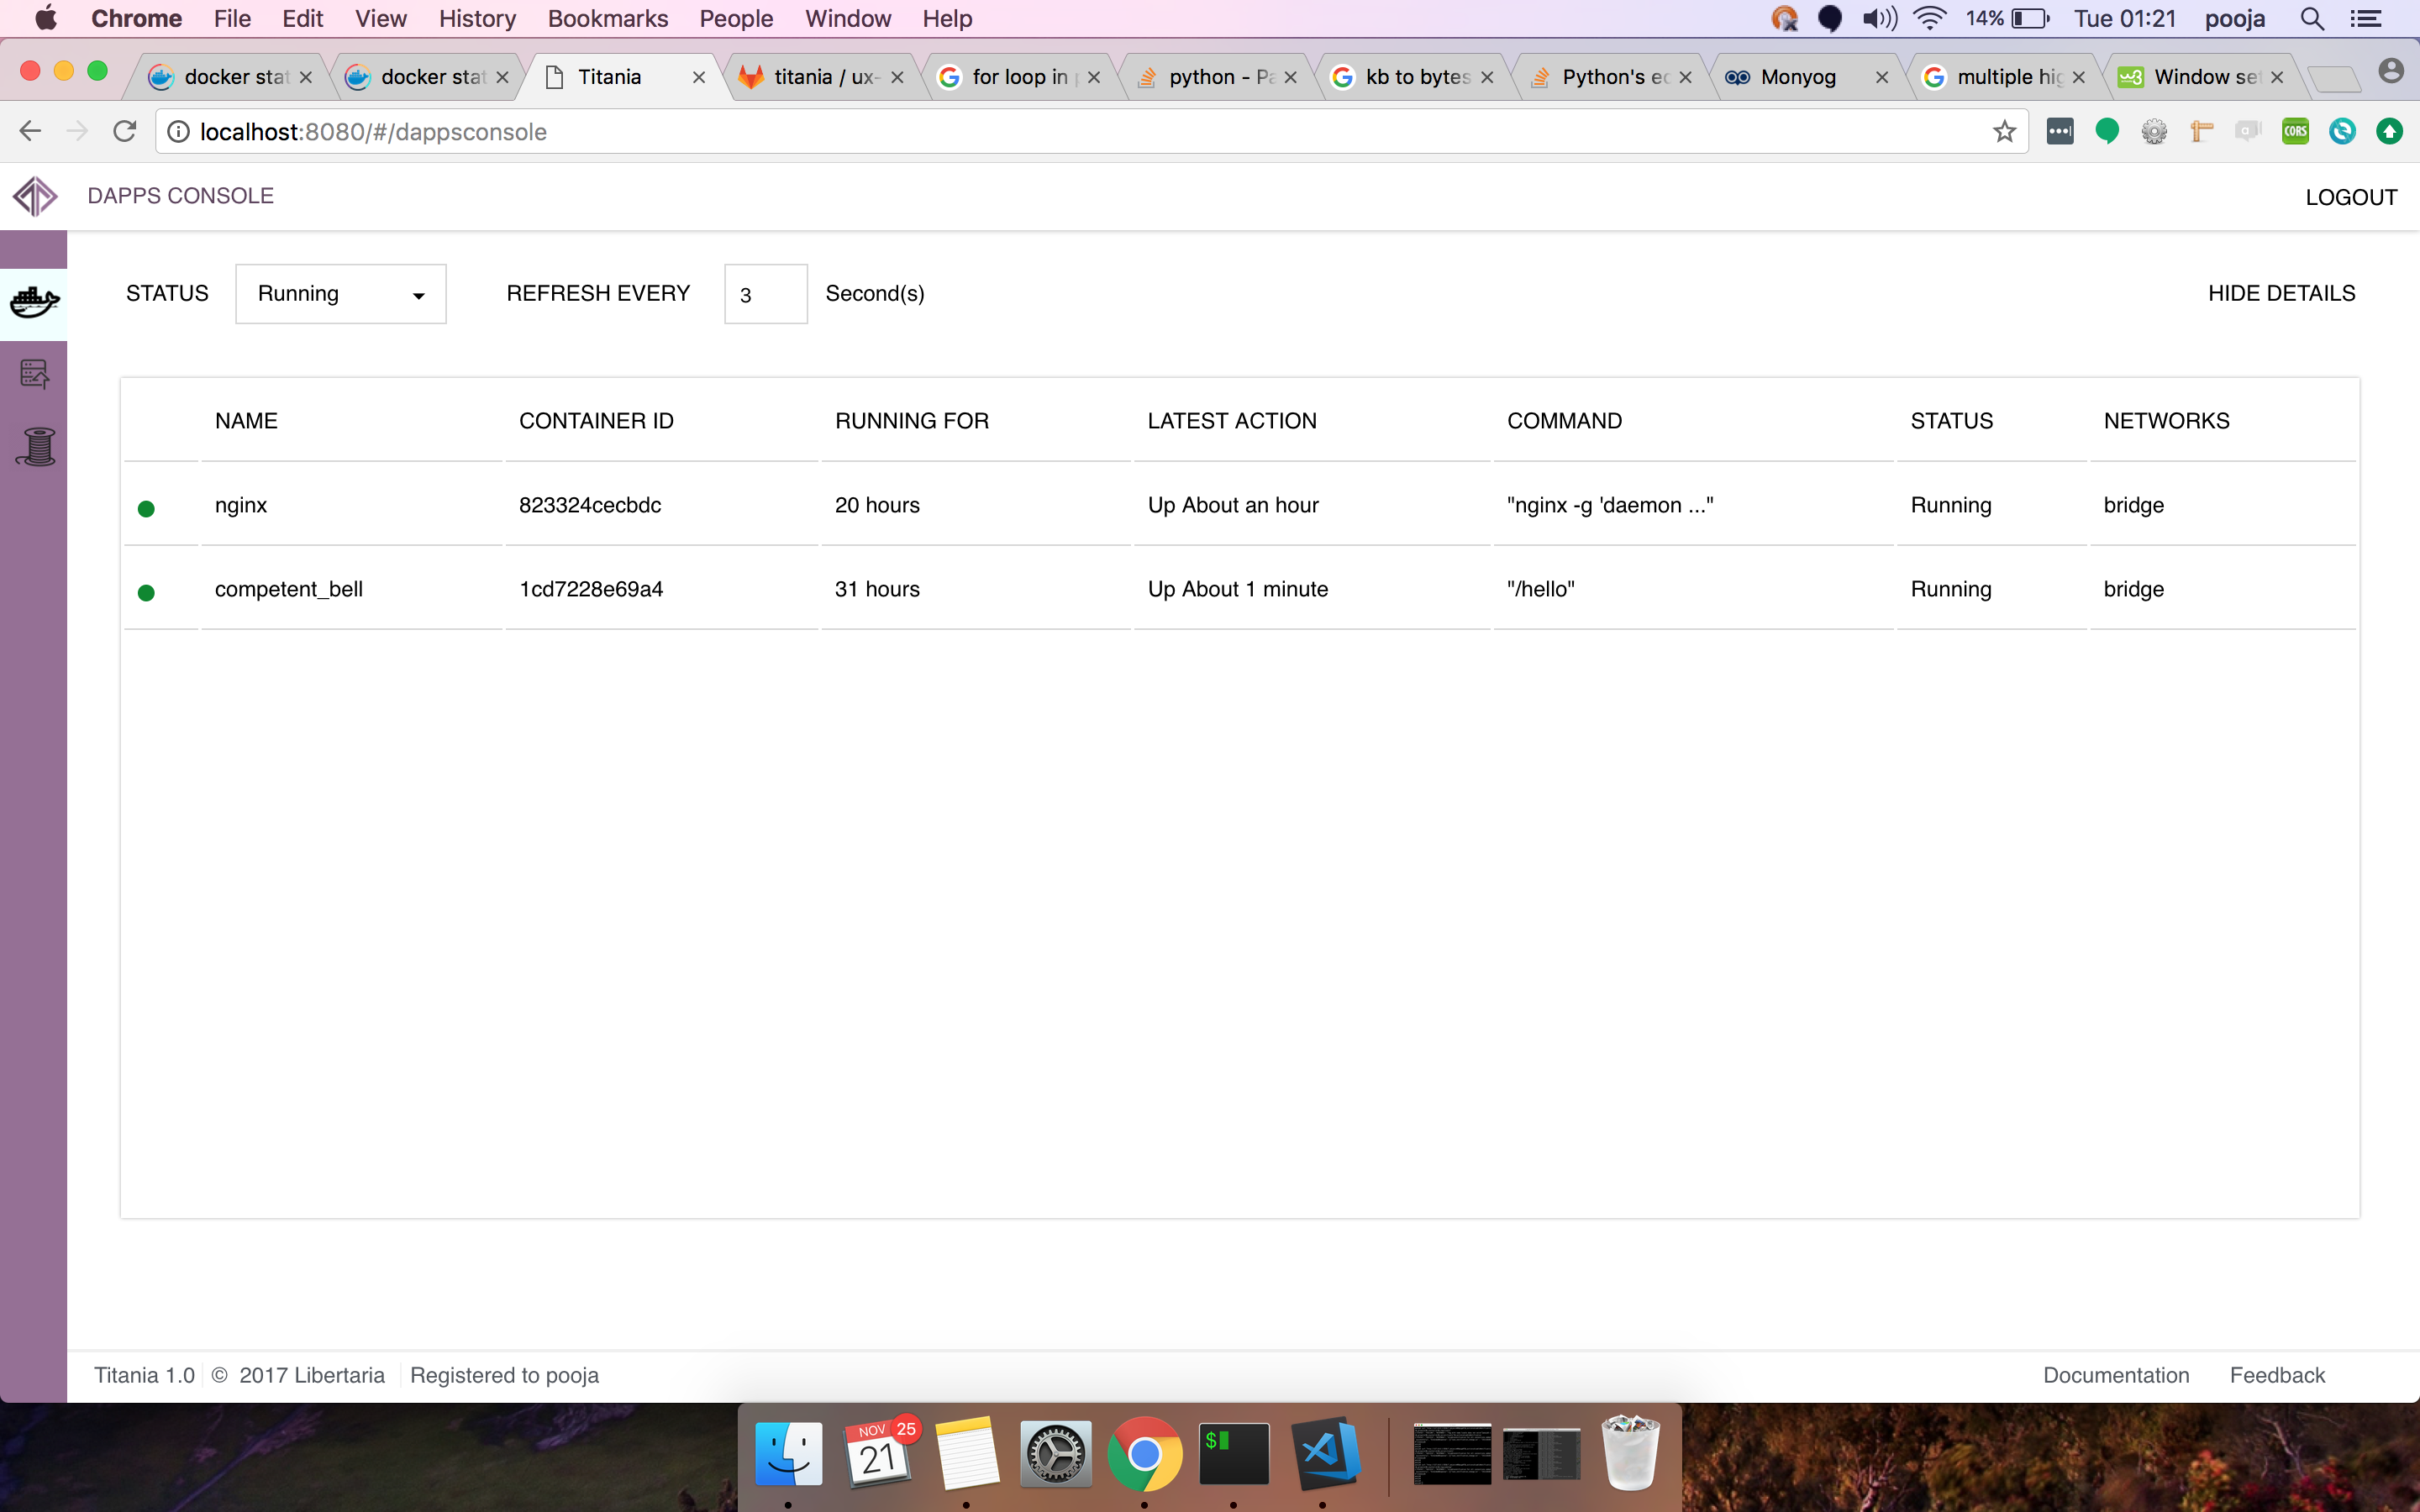 Chrome File Edit View History Bookmarks People Window Help 14% Tue 01:21 pooja
docker stat docker stat Titania titania / ux- for loop in python - Pa kb to bytes Python's ec Monyog multiple hig Window set
localhost:8080/#/dappsconsole CORS
DAPPS CONSOLE LOGOUT
STATUS Running REFRESH EVERY 3 Second(s) HIDE DETAILS
NAME CONTAINER ID RUNNING FOR LATEST ACTION COMMAND STATUS NETWORKS
nginx 823324cecbdc 20 hours Up About an hour "nginx -g 'daemon ..." Running bridge
competent_bell 1cd7228e69a4 31 hours Up About 1 minute "/hello" Running bridge
Titania 1.0 © 2017 Libertaria Registered to pooja Documentation Feedback
NOV 25
21 $